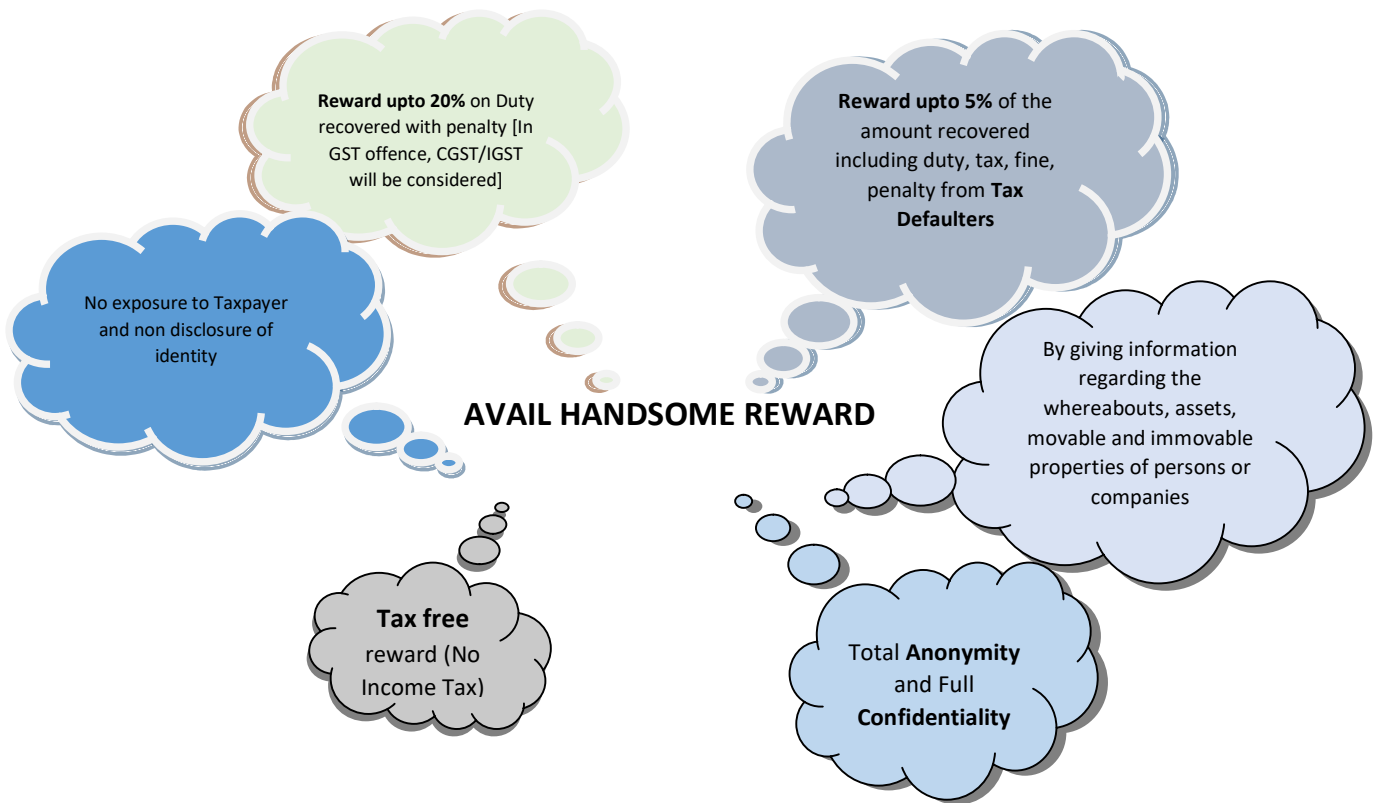 Reward upto 20% on Duty
recovered with penalty [In
GST offence, CGST/IGST
will be considered]
Reward upto 5% of the
amount recovered
including duty, tax, fine,
penalty from Tax
Defaulters
No exposure to Taxpayer
and non disclosure of
identity
By giving information
regarding the
whereabouts, assets,
movable and immovable
properties of persons or
companies
AVAIL HANDSOME REWARD
Tax free
reward (No
Income Tax)
Total Anonymity
and Full
Confidentiality